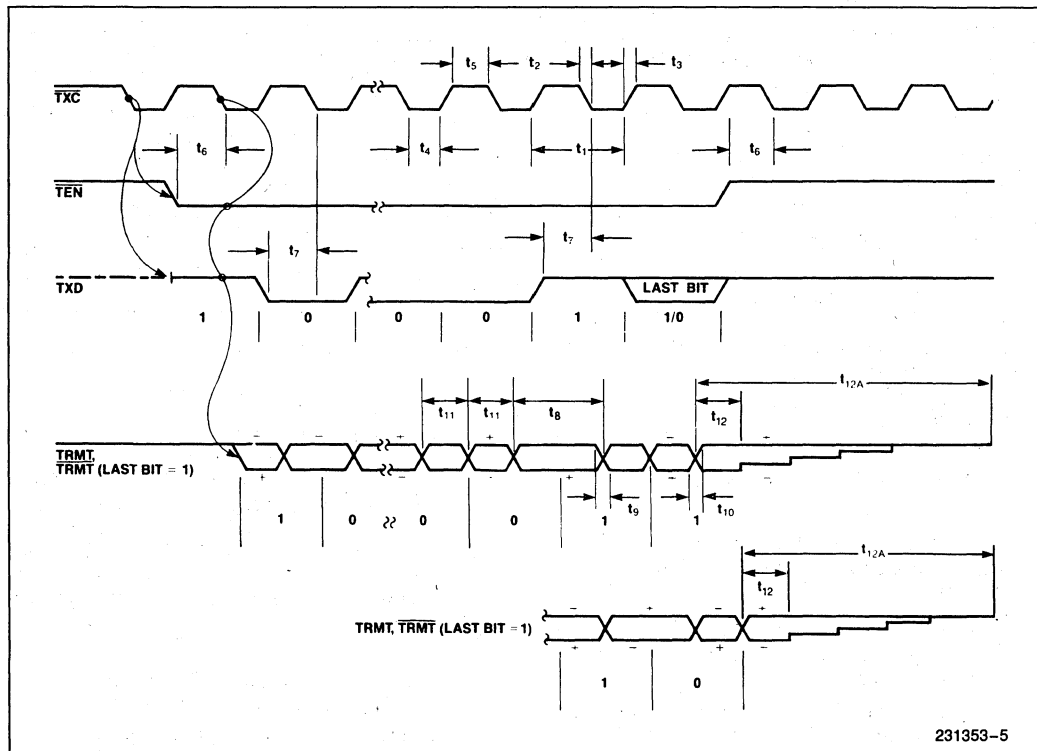 t5 t2 t3
TXC
t6 t4 t1 t6
TEN
t7 t7
TXD LAST BIT
1 0 0 0 1 1/0
t12A
t11 t11 t8 t12
− − + + − +
TRMT,
TRMT (LAST BIT = 1)
+ − - + − −
t9 t10
1 0 0 0 1 1
t12A
t12
− + − +
TRMT, TRMT (LAST BIT = 1)
+ − + −
1 0
231353–5